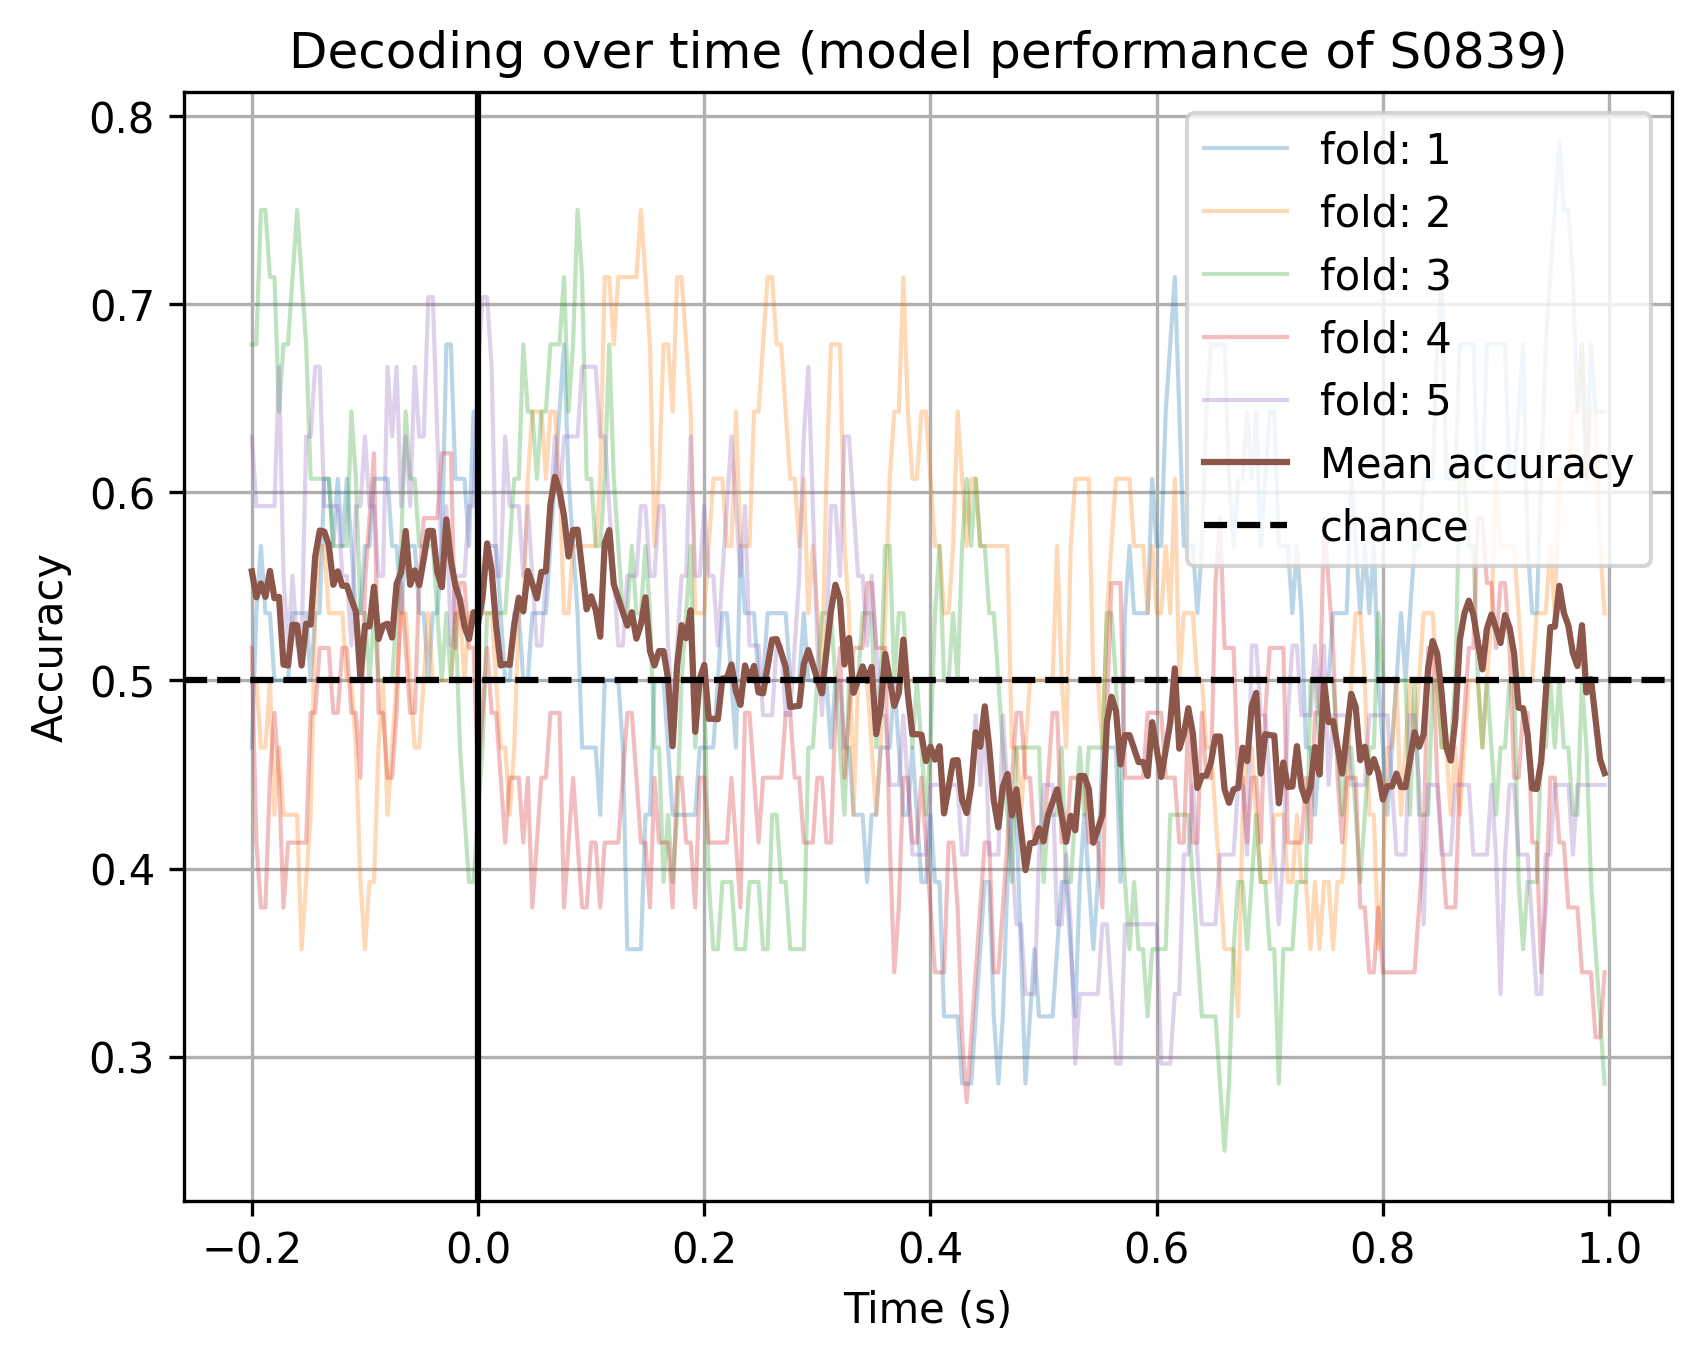 Decoding over time (model performance of S0839)
0.8
0.7
0.6
0.5
0.4
0.3
Accuracy
fold: 1
fold: 2
fold: 3
fold: 4
fold: 5
Mean accuracy
chance
−0.2 0.0 0.2 0.4 0.6 0.8 1.0
Time (s)